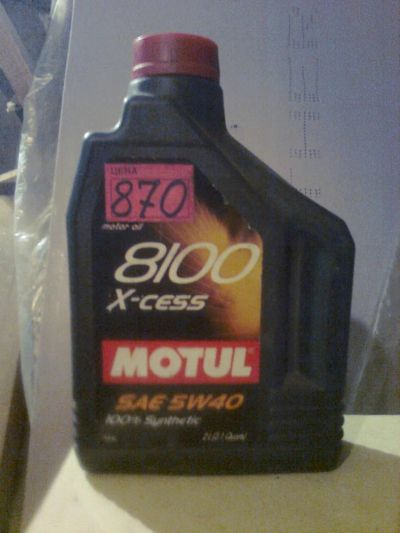 ЦЕНА
870
motor oil
8100
X-cess
MOTUL
SAE 5W40
100% Synthetic